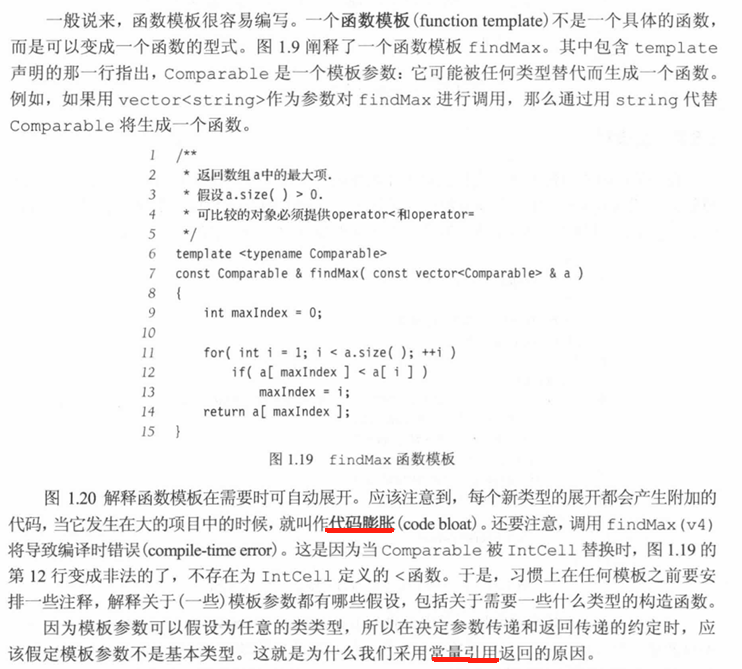 一般说来，函数模板很容易编写。一个函数模板(function template)不是一个具体的函数，
而是可以变成一个函数的型式。图 1.9 阐释了一个函数模板 findMax。其中包含 template
声明的那一行指出，Comparable 是一个模板参数：它可能被任何类型替代而生成一个函数。
例如，如果用 vector<string>作为参数对 findMax 进行调用，那么通过用 string 代替
Comparable 将生成一个函数。
1 /**
2 * 返回数组a中的最大项.
3 * 假设a.size( ) > 0.
4 * 可比较的对象必须提供operator<和operator=
5 */
6 template <typename Comparable>
7 const Comparable & findMax( const vector<Comparable> & a )
8 {
9 int maxIndex = 0;
10
11 for( int i = 1; i < a.size( ); ++i )
12 if( a[ maxIndex ] < a[ i ] )
13 maxIndex = i;
14 return a[ maxIndex ];
15 }
图 1.19 findMax 函数模板
图 1.20 解释函数模板在需要时可自动展开。应该注意到，每个新类型的展开都会产生附加的
代码，当它发生在大的项目中的时候，就叫作代码膨胀(code bloat)。还要注意，调用 findMax(v4)
将导致编译时错误(compile-time error)。这是因为当 Comparable 被 IntCell 替换时，图 1.19 的
第 12 行变成非法的了，不存在为 IntCell 定义的 <函数。于是，习惯上在任何模板之前要安
排一些注释，解释关于(一些)模板参数都有哪些假设，包括关于需要一些什么类型的构造函数。
因为模板参数可以假设为任意的类类型，所以在决定参数传递和返回传递的约定时，应
该假定模板参数不是基本类型。这就是为什么我们采用常量引用返回的原因。